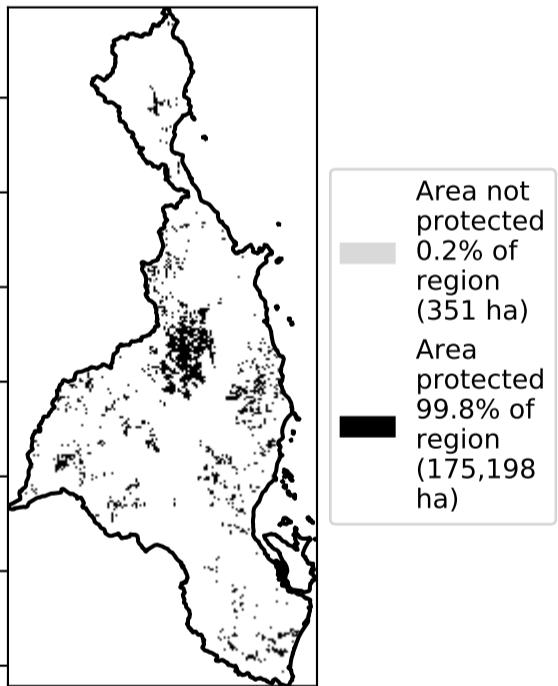 Area not
protected
0.2% of
region
(351 ha)
Area
protected
99.8% of
region
(175,198
ha)